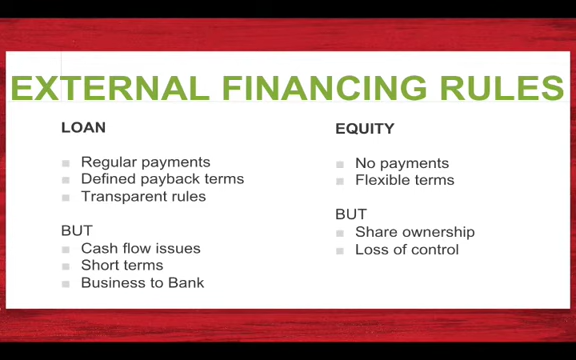 EXTERNAL FINANCING RULES
LOAN
Regular payments
Defined payback terms
Transparent rules
BUT
Cash flow issues
Short terms
Business to Bank
EQUITY
No payments
Flexible terms
BUT
Share ownership
Loss of control